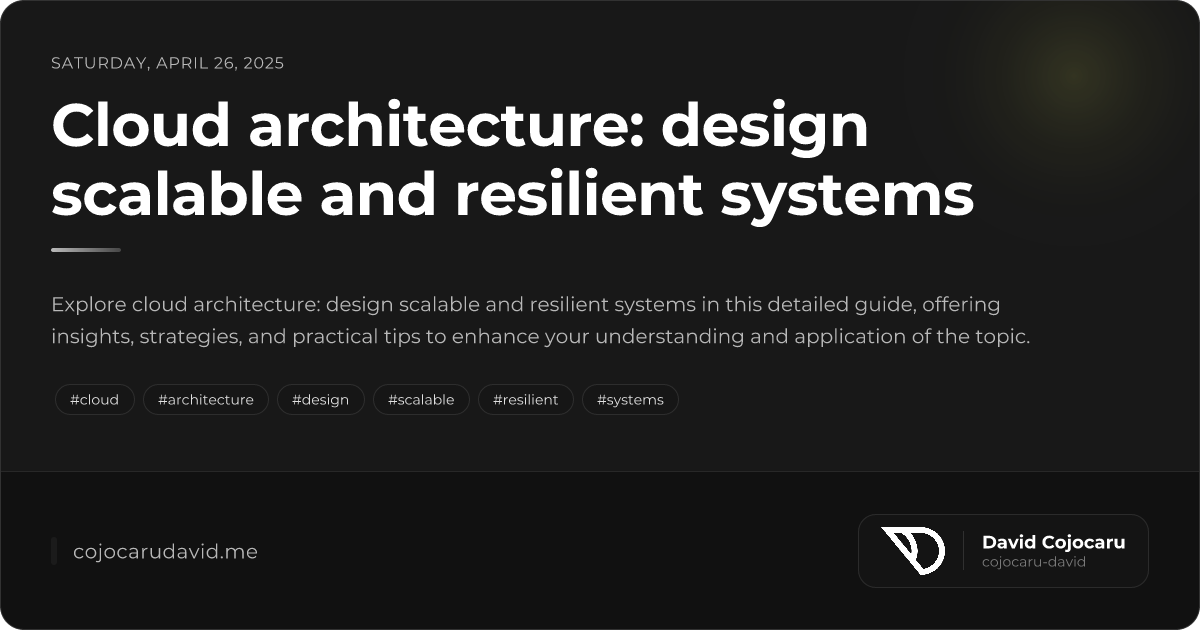 SATURDAY, APRIL 26, 2025
Cloud architecture: design
scalable and resilient systems
Explore cloud architecture: design scalable and resilient systems in this detailed guide, offering
insights, strategies, and practical tips to enhance your understanding and application of the topic.
#cloud #architecture #design #scalable #resilient #systems
cojocarudavid.me
David Cojocaru
cojocaru-david